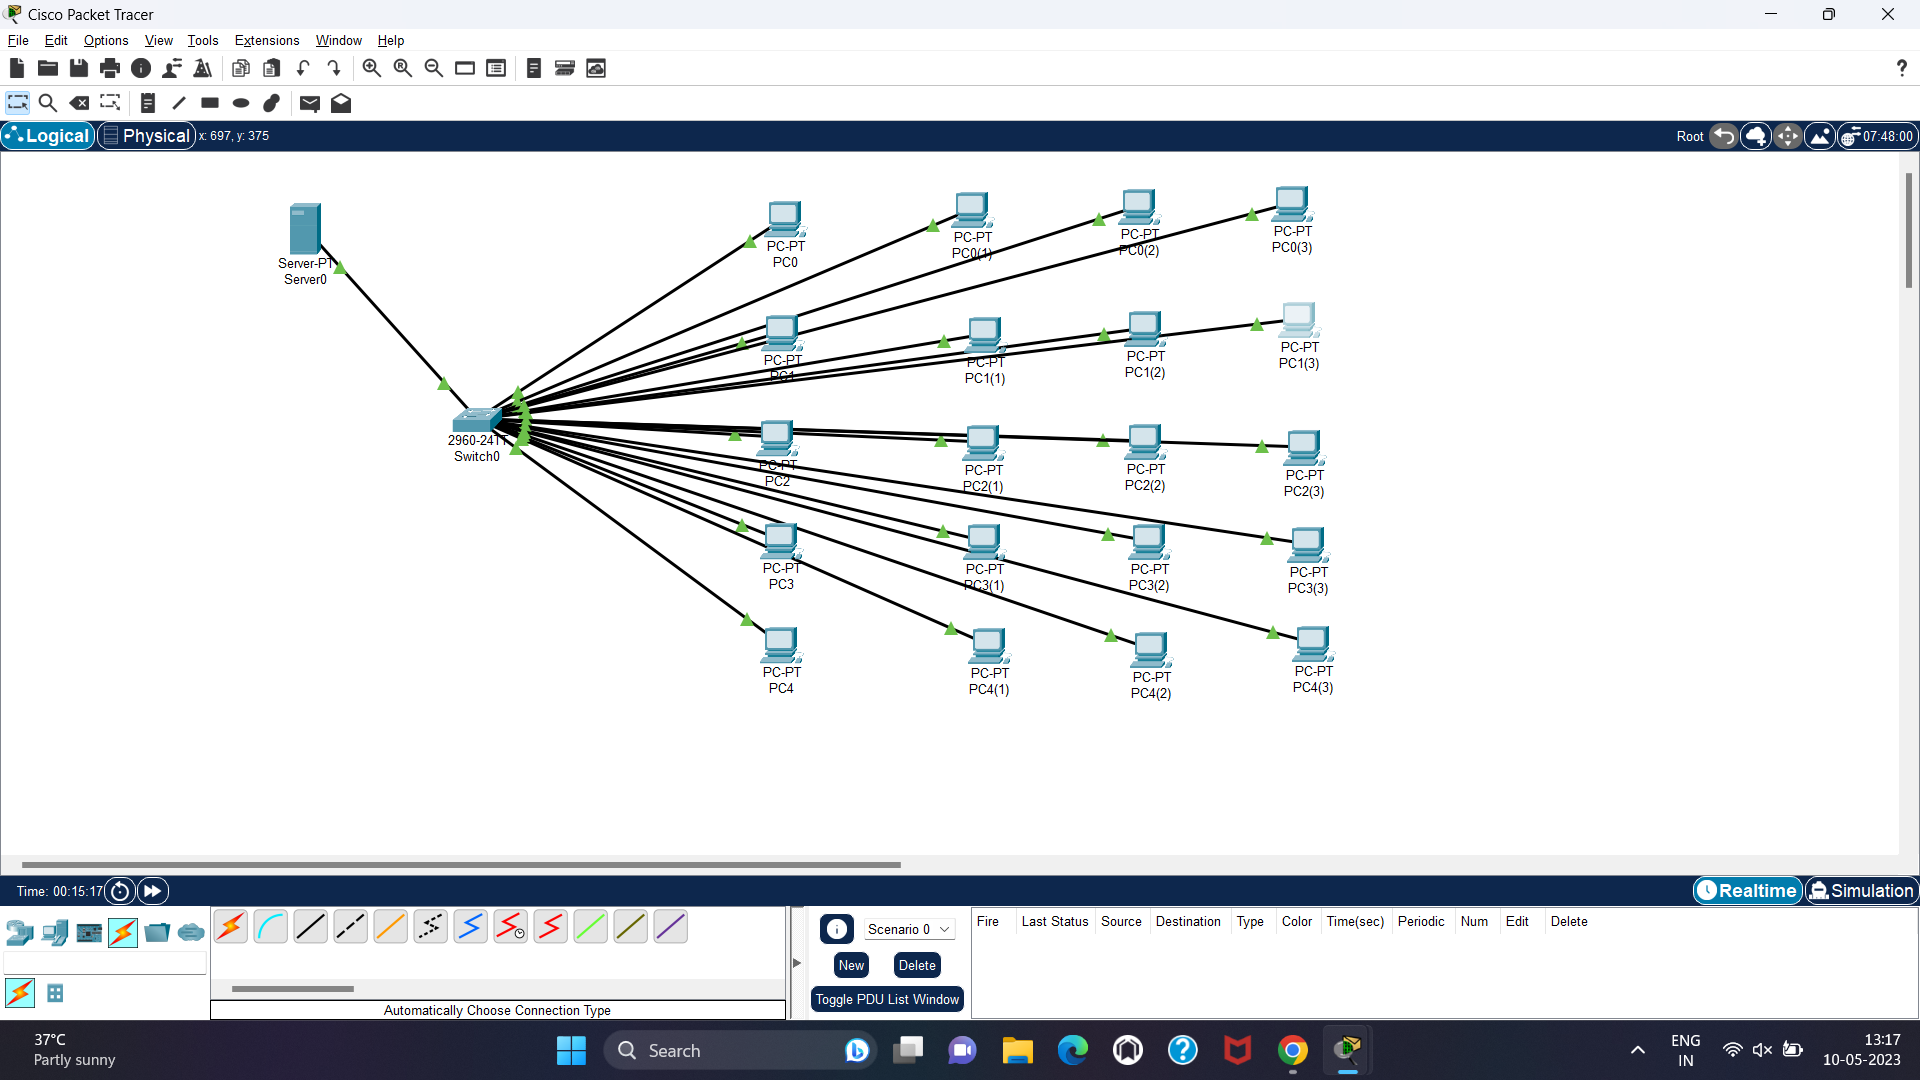 Cisco Packet Tracer
File Edit Options View Tools Extensions Window Help
?
Logical Physical x: 697, y: 375 Root 07:48:00
Server-PT
Server0
2960-24TT
Switch0
PC-PT
PC0
PC-PT
PC0(1)
PC-PT
PC0(2)
PC-PT
PC0(3)
PC-PT
PC1
PC-PT
PC1(1)
PC-PT
PC1(2)
PC-PT
PC1(3)
PC-PT
PC2
PC-PT
PC2(1)
PC-PT
PC2(2)
PC-PT
PC2(3)
PC-PT
PC3
PC-PT
PC3(1)
PC-PT
PC3(2)
PC-PT
PC3(3)
PC-PT
PC4
PC-PT
PC4(1)
PC-PT
PC4(2)
PC-PT
PC4(3)
Time: 00:15:17 Realtime Simulation
Automatically Choose Connection Type
Scenario 0
New Delete
Toggle PDU List Window
Fire Last Status Source Destination Type Color Time(sec) Periodic Num Edit Delete
37°C
Partly sunny
Search
ENG
IN
13:17
10-05-2023